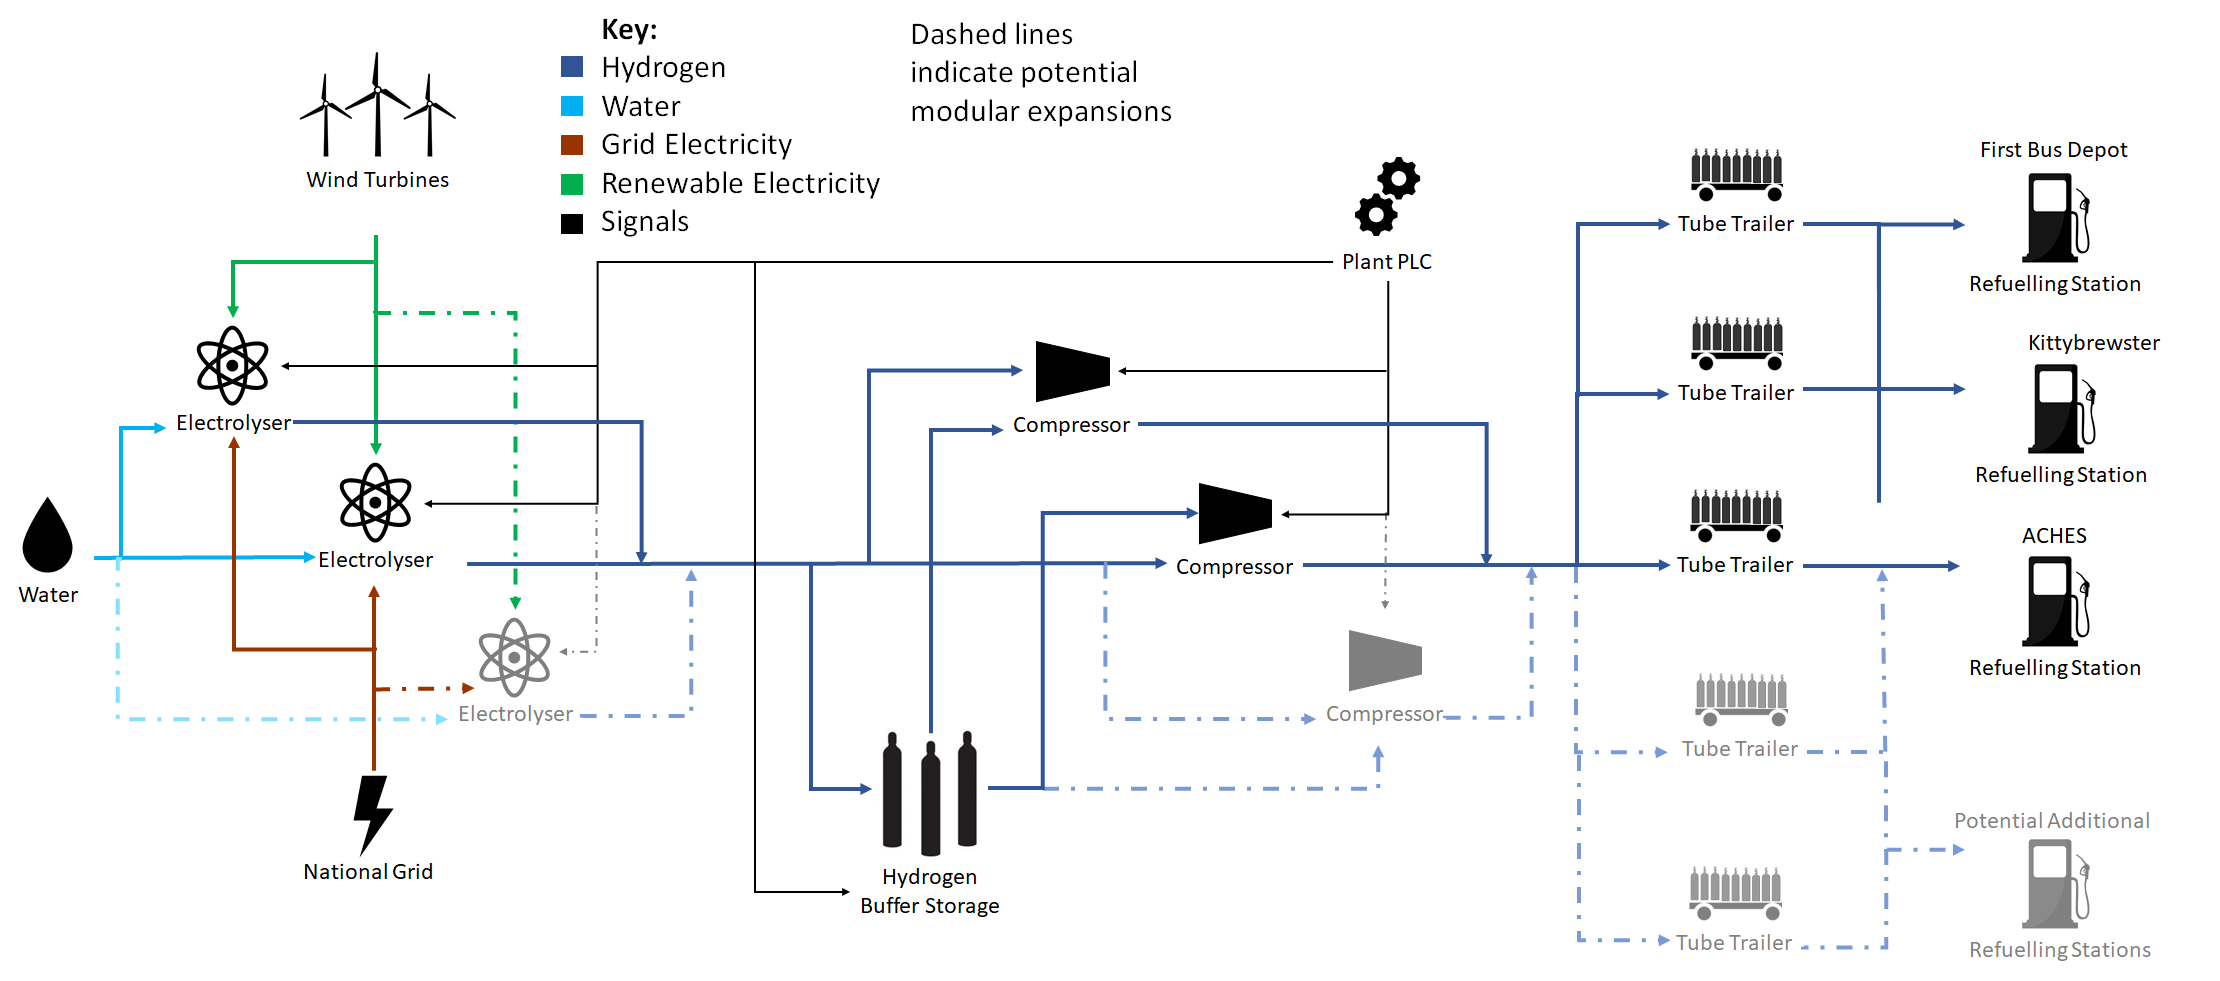 Key:
Hydrogen
Water
Grid Electricity
Renewable Electricity
Signals
Dashed lines
indicate potential
modular expansions
Wind Turbines
Plant PLC
Electrolyser
Electrolyser
Electrolyser
Water
National Grid
Compressor
Compressor
Compressor
Hydrogen
Buffer Storage
Tube Trailer
Tube Trailer
Tube Trailer
Tube Trailer
Tube Trailer
First Bus Depot
Refuelling Station
Kittybrewster
Refuelling Station
ACHES
Refuelling Station
Potential Additional
Refuelling Stations